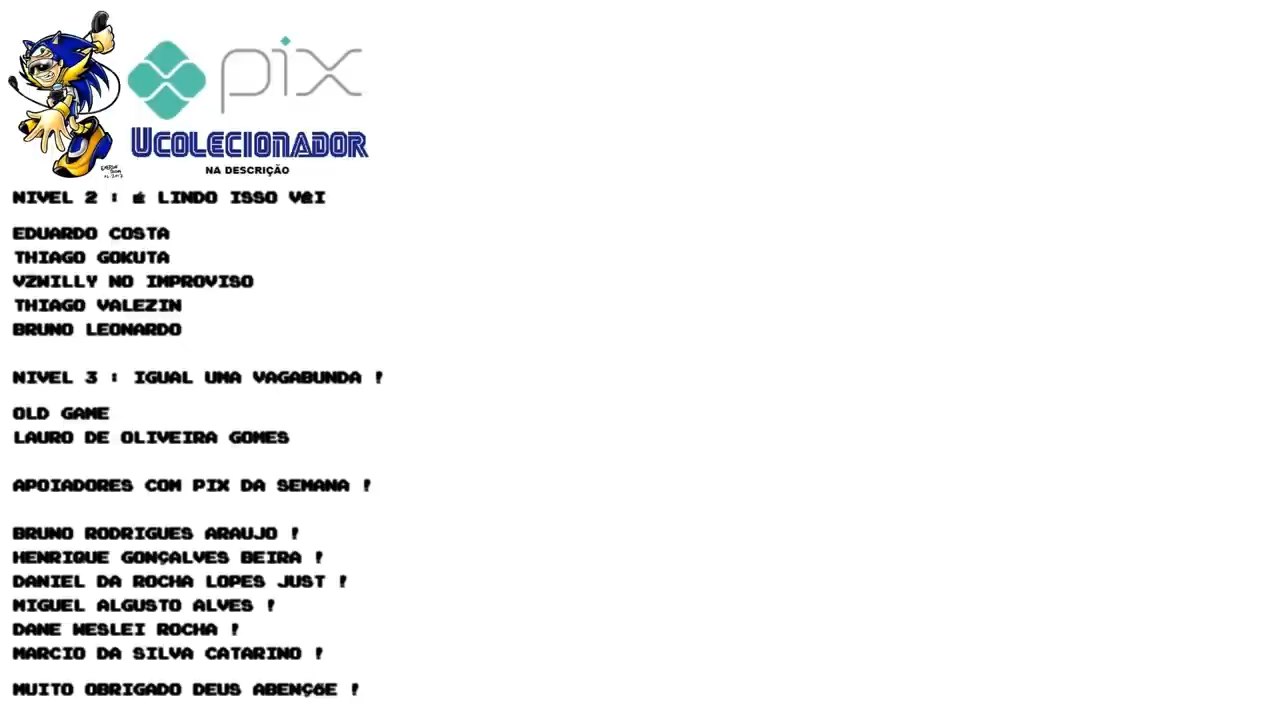 pix
UCOLECIONADOR
NA DESCRIÇÃO
NIVEL 2 : É LINDO ISSO VÉI
EDUARDO COSTA
THIAGO GOKUTA
VZWILLY NO IMPROVISO
THIAGO VALEZIN
BRUNO LEONARDO
NIVEL 3 : IGUAL UMA VAGABUNDA !
OLD GAME
LAURO DE OLIVEIRA GOMES
APOIADORES COM PIX DA SEMANA !
BRUNO RODRIGUES ARAUJO !
HENRIQUE GONÇALVES BEIRA !
DANIEL DA ROCHA LOPES JUST !
MIGUEL ALGUSTO ALVES !
DANE WESLEI ROCHA !
MARCIO DA SILVA CATARINO !
MUITO OBRIGADO DEUS ABENÇÕE !